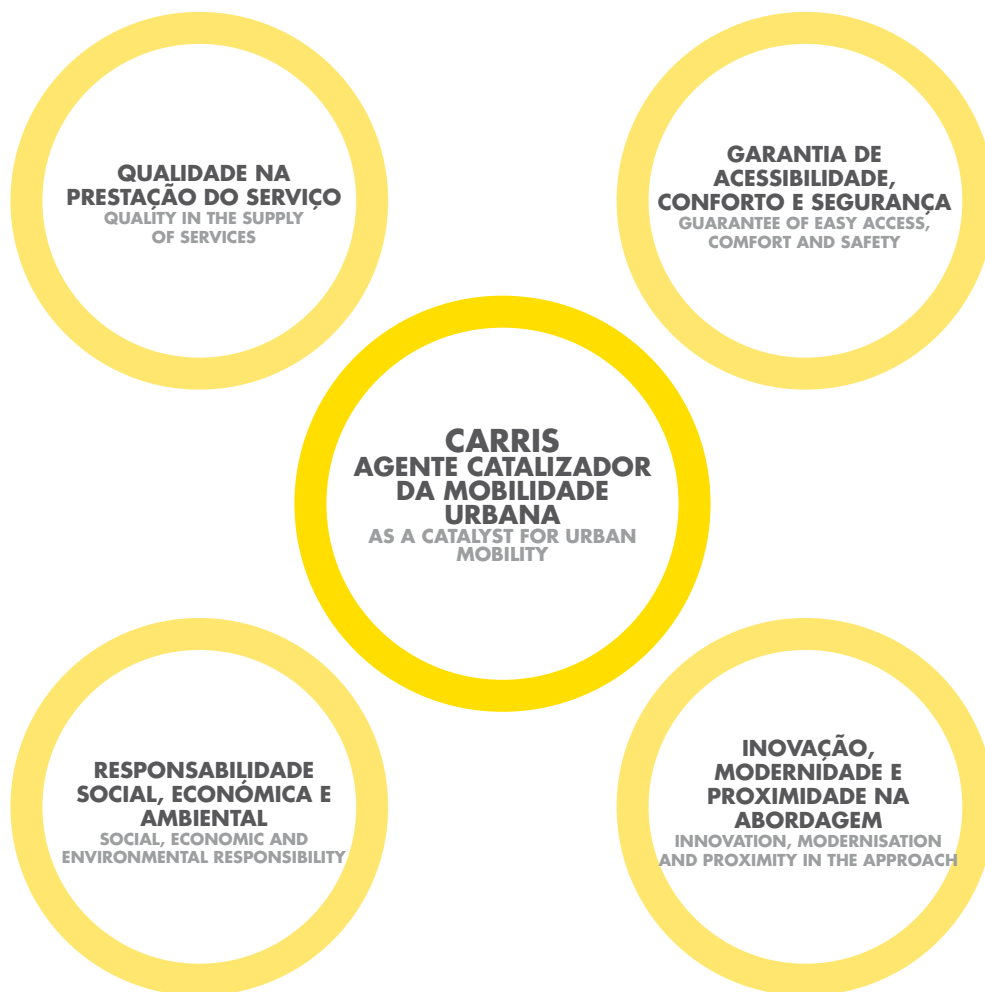 QUALIDADE NA
PRESTAÇÃO DO SERVIÇO
QUALITY IN THE SUPPLY
OF SERVICES
GARANTIA DE
ACESSIBILIDADE,
CONFORTO E SEGURANÇA
GUARANTEE OF EASY ACCESS,
COMFORT AND SAFETY
CARRIS
AGENTE CATALIZADOR
DA MOBILIDADE
URBANA
AS A CATALYST FOR URBAN
MOBILITY
RESPONSABILIDADE
SOCIAL, ECONÓMICA E
AMBIENTAL
SOCIAL, ECONOMIC AND
ENVIRONMENTAL RESPONSIBILITY
INOVAÇÃO,
MODERNIDADE E
PROXIMIDADE NA
ABORDAGEM
INNOVATION, MODERNISATION
AND PROXIMITY IN THE APPROACH